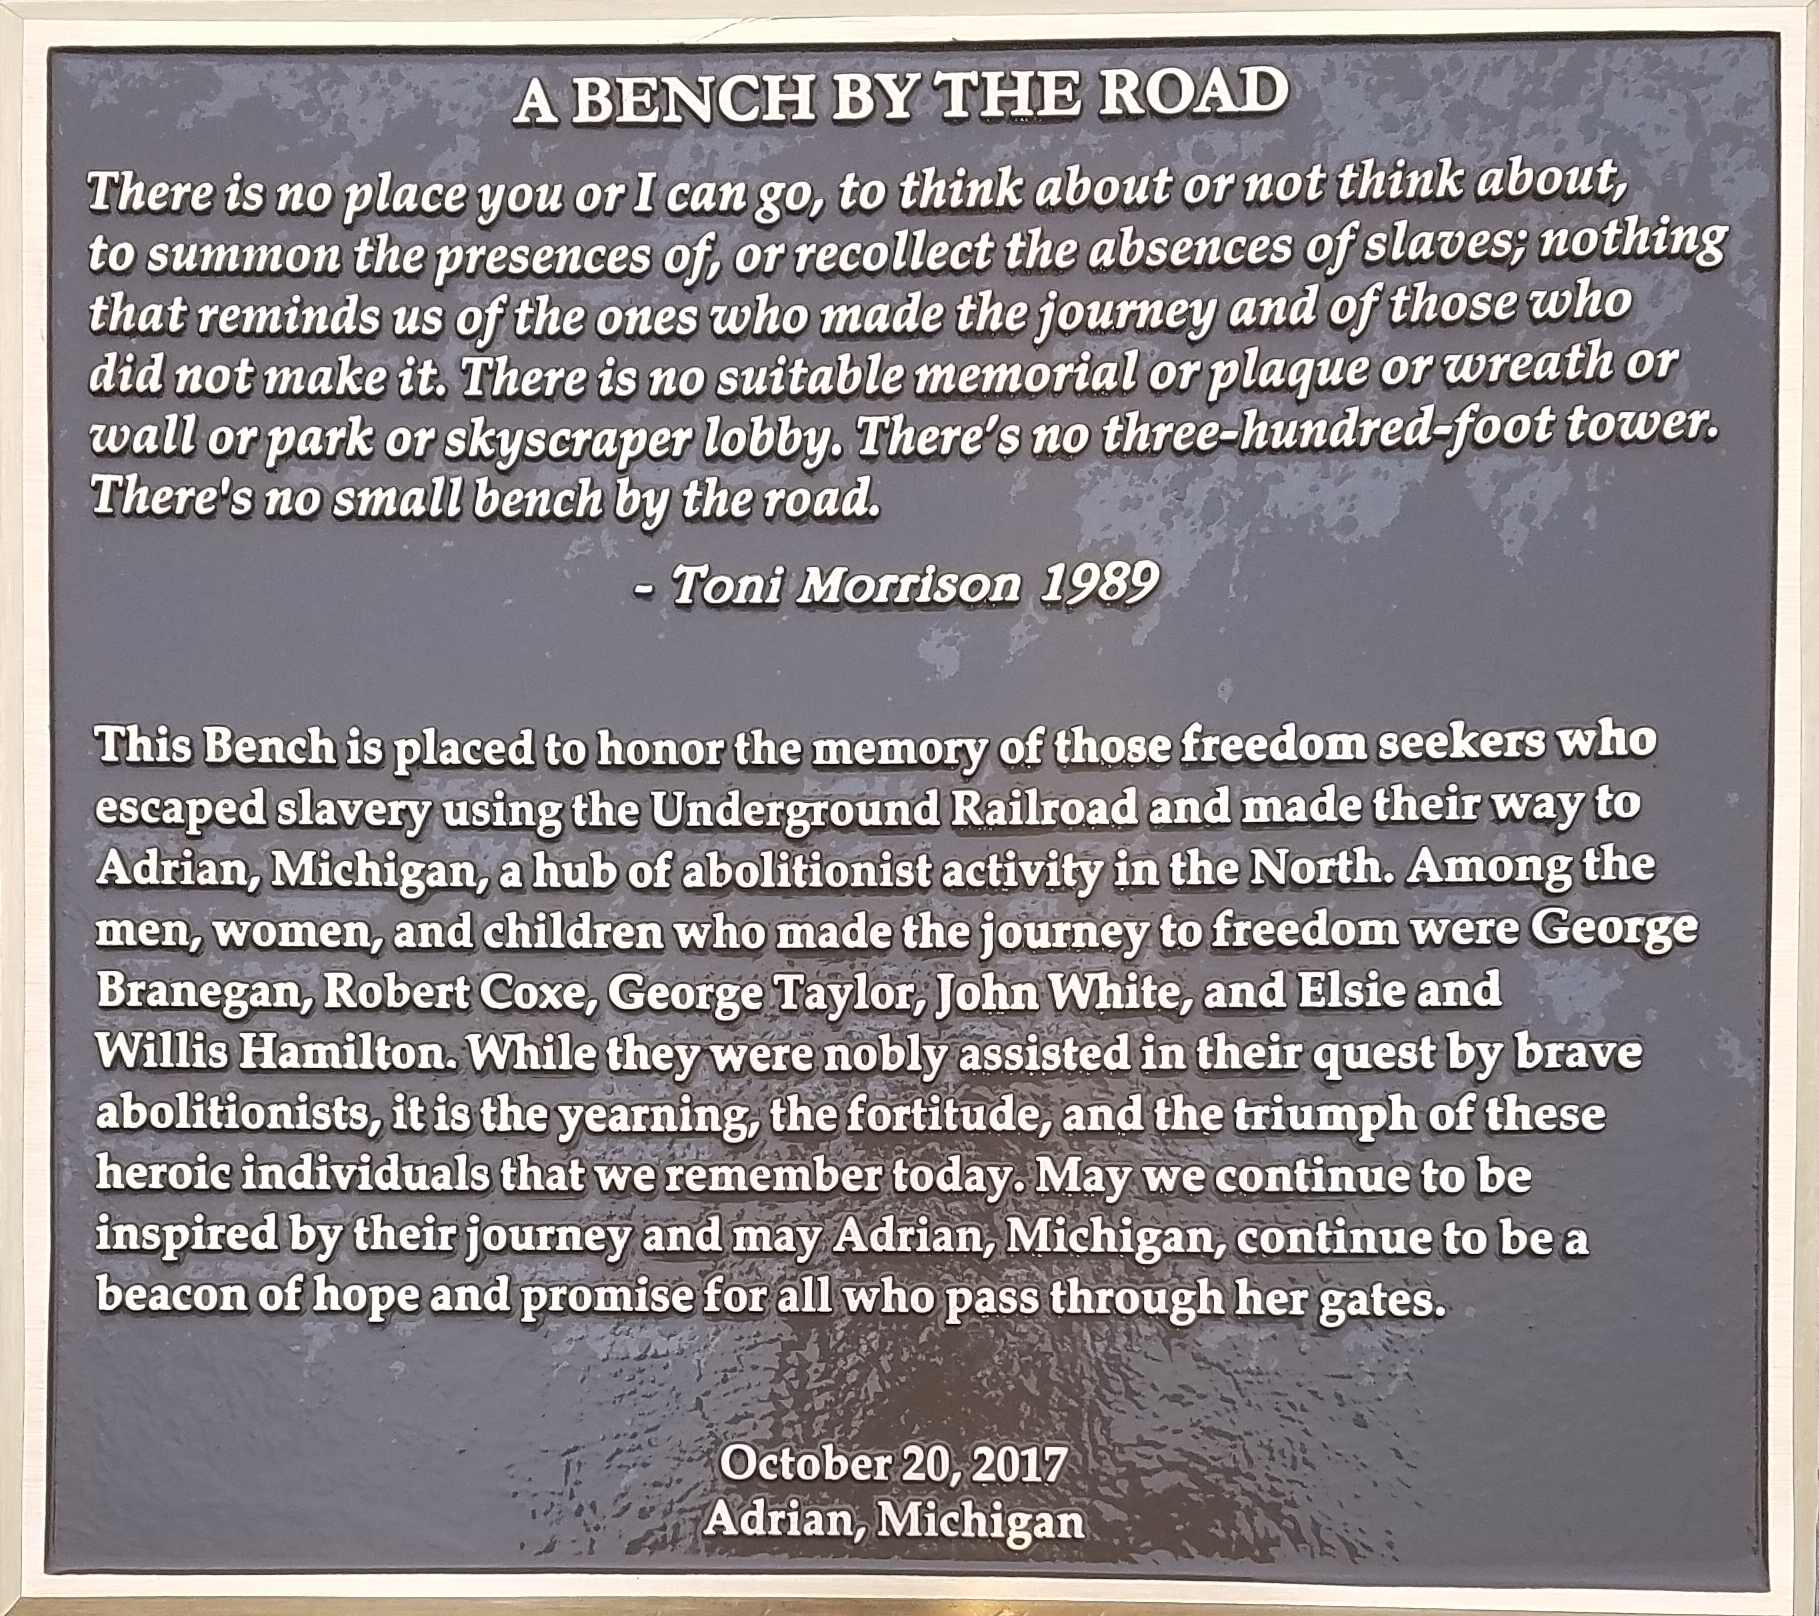 A BENCH BY THE ROAD
There is no place you or I can go, to think about or not think about,
to summon the presences of, or recollect the absences of slaves; nothing
that reminds us of the ones who made the journey and of those who
did not make it. There is no suitable memorial or plaque or wreath or
wall or park or skyscraper lobby. There’s no three-hundred-foot tower.
There's no small bench by the road.
- Toni Morrison 1989
This Bench is placed to honor the memory of those freedom seekers who
escaped slavery using the Underground Railroad and made their way to
Adrian, Michigan, a hub of abolitionist activity in the North. Among the
men, women, and children who made the journey to freedom were George
Branegan, Robert Coxe, George Taylor, John White, and Elsie and
Willis Hamilton. While they were nobly assisted in their quest by brave
abolitionists, it is the yearning, the fortitude, and the triumph of these
heroic individuals that we remember today. May we continue to be
inspired by their journey and may Adrian, Michigan, continue to be a
beacon of hope and promise for all who pass through her gates.
October 20, 2017
Adrian, Michigan